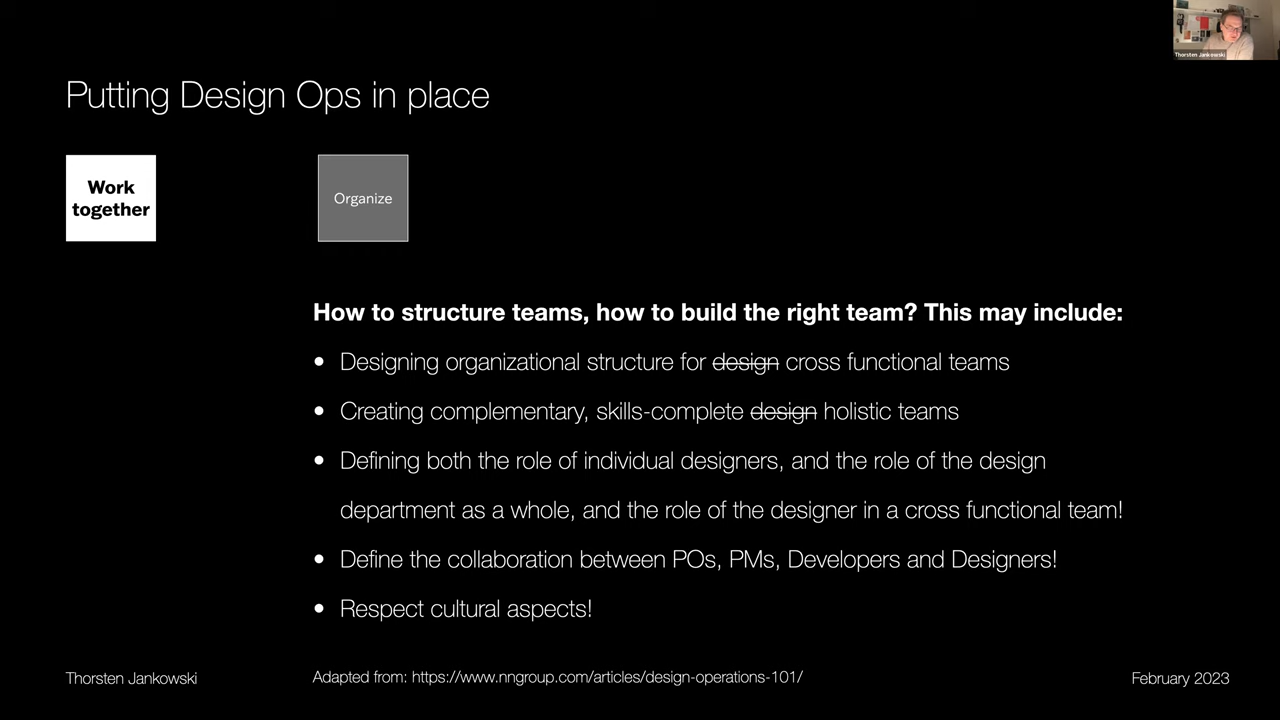 Thorsten Jankowski
Putting Design Ops in place
Work
together
Organize
How to structure teams, how to build the right team? This may include:
• Designing organizational structure for design cross functional teams
• Creating complementary, skills-complete design holistic teams
• Defining both the role of individual designers, and the role of the design
department as a whole, and the role of the designer in a cross functional team!
• Define the collaboration between POs, PMs, Developers and Designers!
• Respect cultural aspects!
Thorsten Jankowski
Adapted from: https://www.nngroup.com/articles/design-operations-101/
February 2023